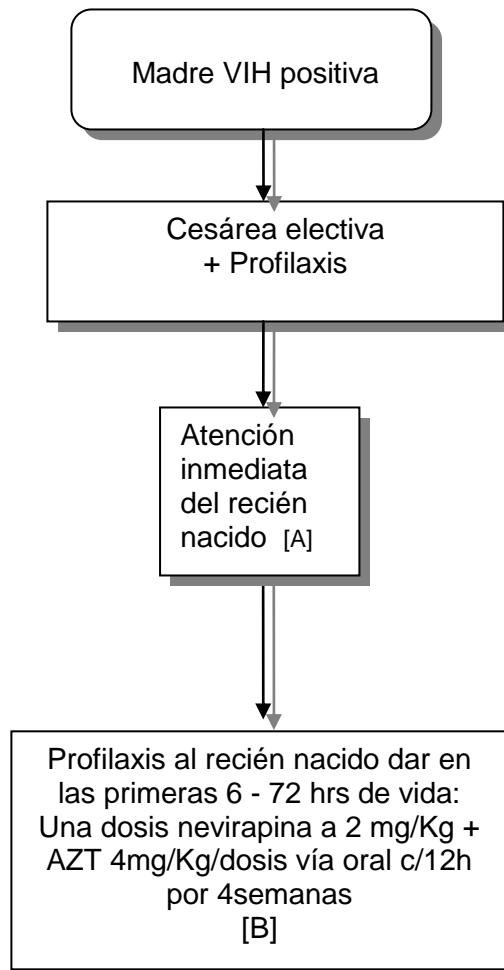 Madre VIH positiva
Cesárea electiva
+ Profilaxis
Atención
inmediata
del recién
nacido [A]
Profilaxis al recién nacido dar en
las primeras 6 - 72 hrs de vida:
Una dosis nevirapina a 2 mg/Kg +
AZT 4mg/Kg/dosis vía oral c/12h
por 4semanas
[B]